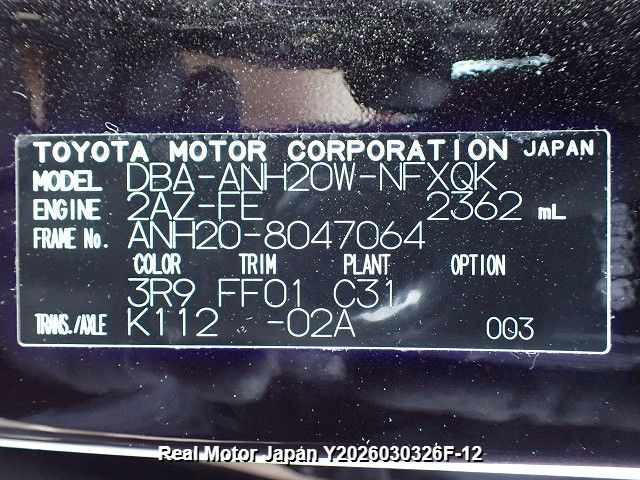 TOYOTA MOTOR CORPORATION JAPAN
MODEL DBA-ANH20W-NFXQK
ENGINE 2AZ-FE 2362 mL
FRAME No. ANH20-8047064
COLOR TRIM PLANT OPTION
3R9 FF01 C31
TRANS./AXLE K112 -02A 003
Real Motor Japan Y2026030326F-12